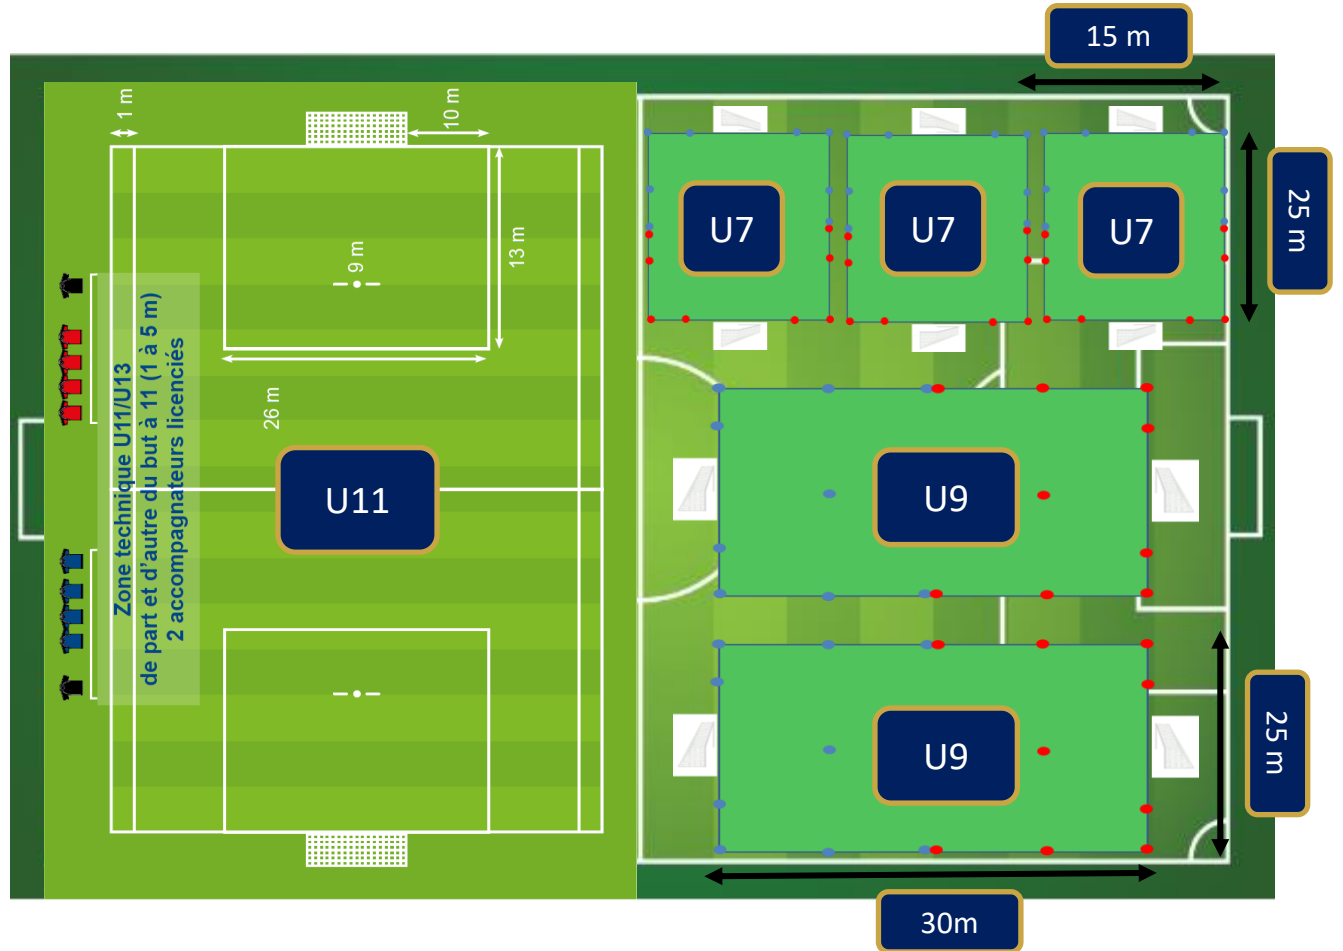 15 m
1 m
10 m
13 m
9 m
26 m
Zone technique U11/U13
de part et d'autre du but à 11 (1 à 5 m)
2 accompagnateurs licenciés
U11
U7
U7
U7
25 m
U9
U9
25 m
30m